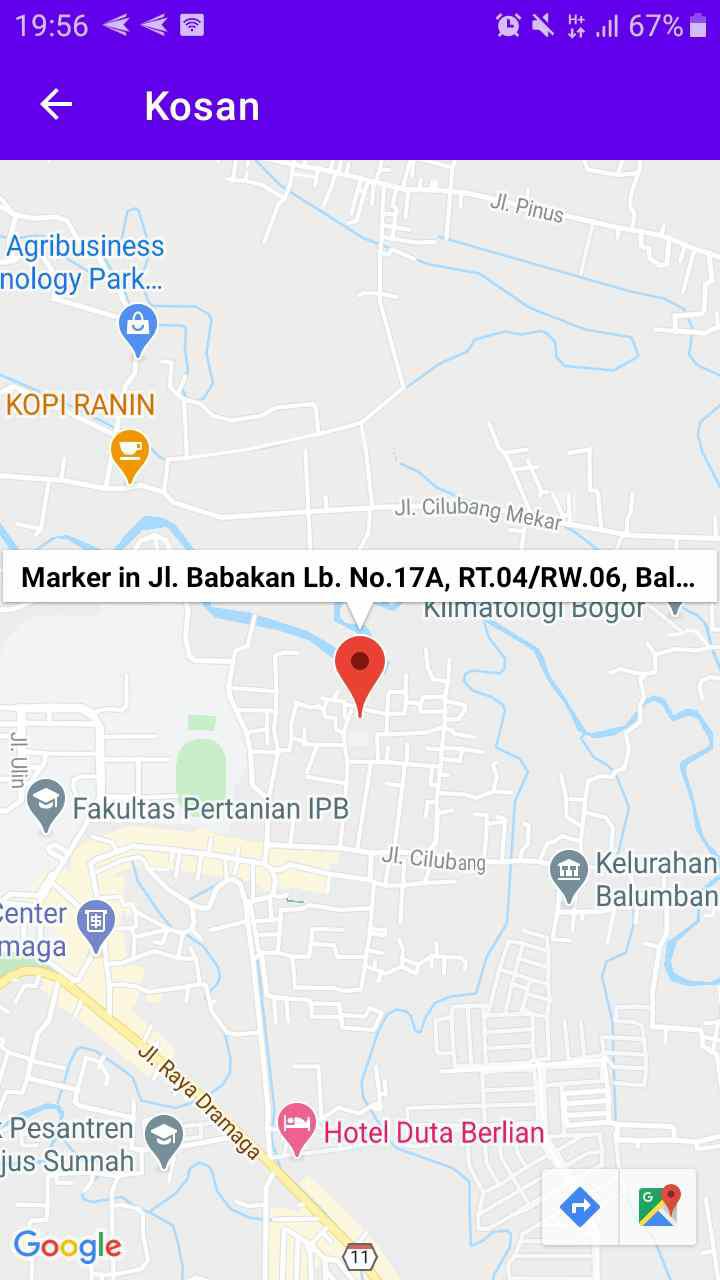 19:56
H+
67%
Kosan
Jl. Pinus
Agribusiness
nology Park...
KOPI RANIN
Jl. Cilubang Mekar
Marker in Jl. Babakan Lb. No.17A, RT.04/RW.06, Bal...
Klimatologi Bogor
Jl. Ulin
Fakultas Pertanian IPB
Jl. Cilubang
Kelurahan
Balumban
Center
maga
Jl. Raya Dramaga
Pesantren
jus Sunnah
Hotel Duta Berlian
G
Google
11